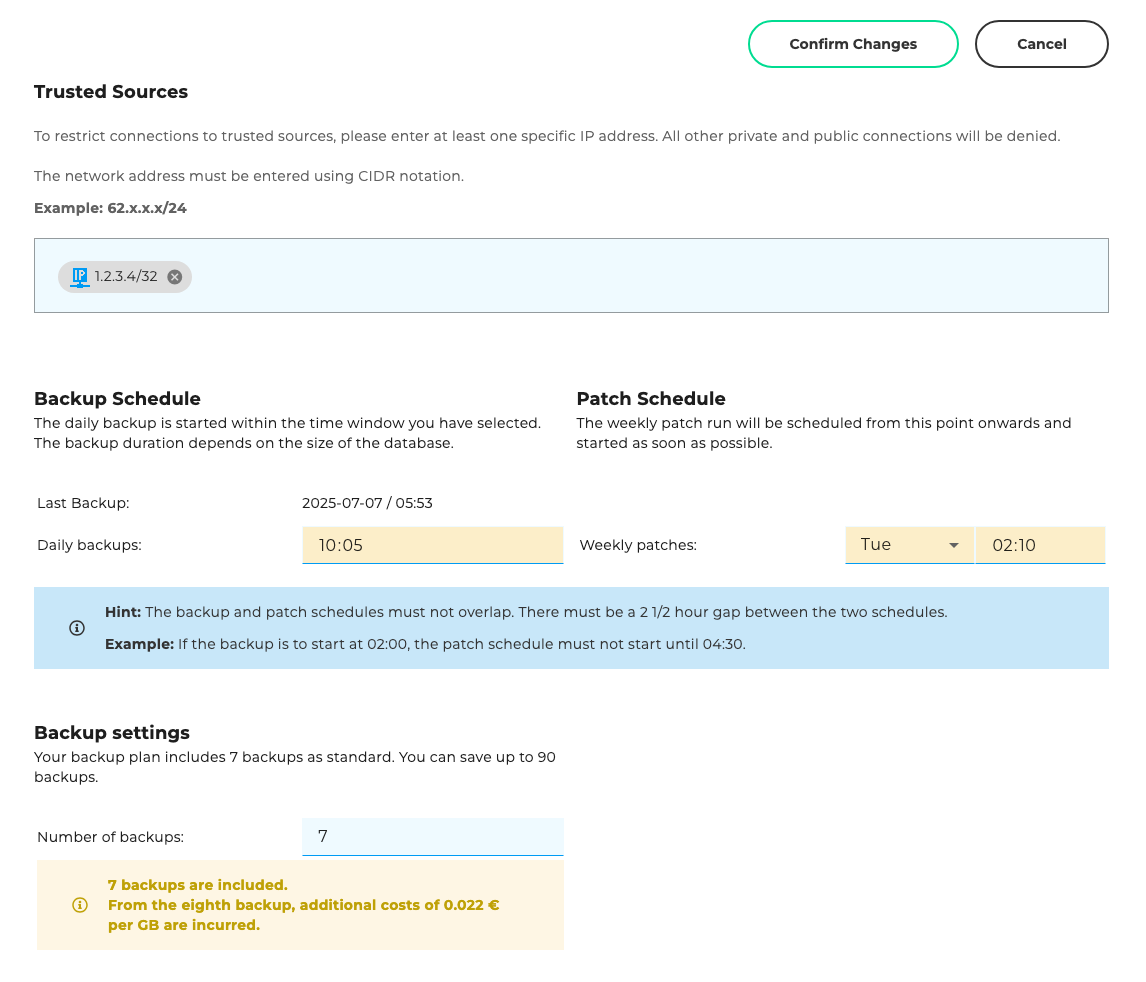 Confirm Changes
Cancel
Trusted Sources
To restrict connections to trusted sources, please enter at least one specific IP address. All other private and public connections will be denied.
The network address must be entered using CIDR notation.
Example: 62.x.x.x/24
IP 1.2.3.4/32
Backup Schedule
The daily backup is started within the time window you have selected.
The backup duration depends on the size of the database.
Patch Schedule
The weekly patch run will be scheduled from this point onwards and
started as soon as possible.
Last Backup: 2025-07-07 / 05:53
Daily backups: 10:05
Weekly patches: Tue 02:10
Hint: The backup and patch schedules must not overlap. There must be a 2 1/2 hour gap between the two schedules.
Example: If the backup is to start at 02:00, the patch schedule must not start until 04:30.
Backup settings
Your backup plan includes 7 backups as standard. You can save up to 90
backups.
Number of backups: 7
7 backups are included.
From the eighth backup, additional costs of 0.022 €
per GB are incurred.